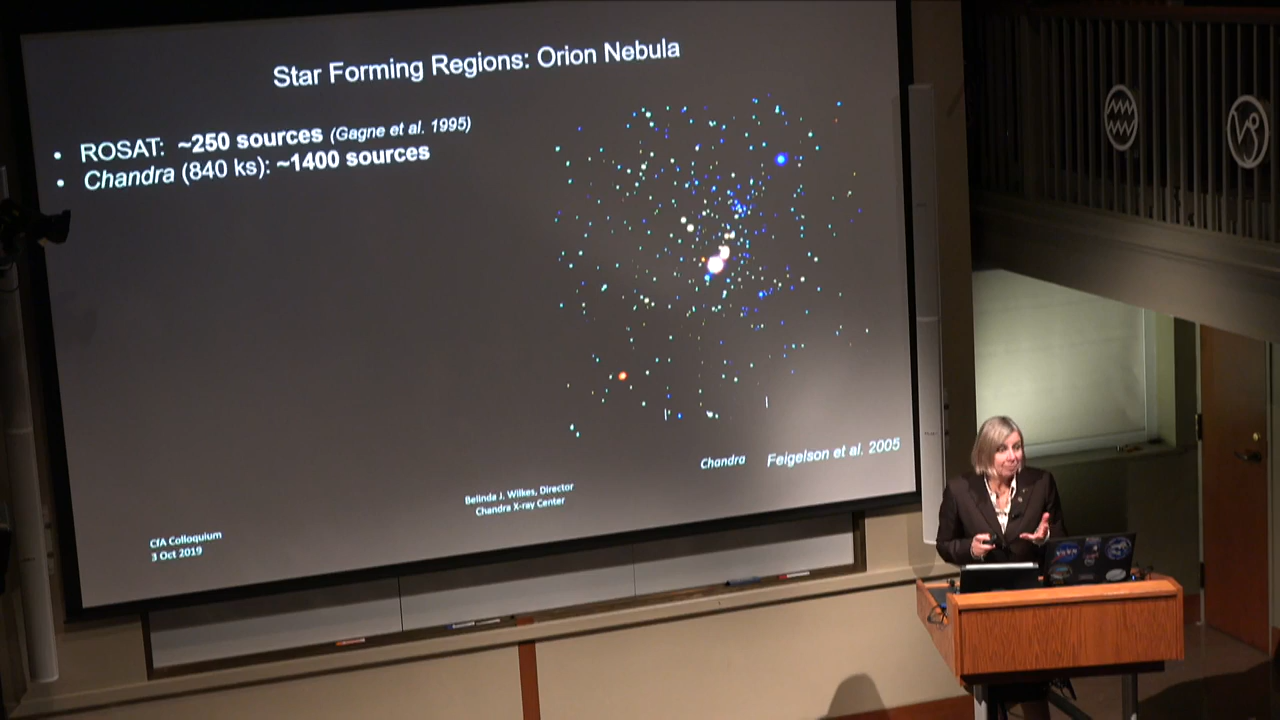 Star Forming Regions: Orion Nebula
• ROSAT: ~250 sources (Gagne et al. 1995)
• Chandra (840 ks): ~1400 sources
Chandra Feigelson et al. 2005
Belinda J. Wilkes, Director
Chandra X-ray Center
CfA Colloquium
3 Oct 2019
NASA